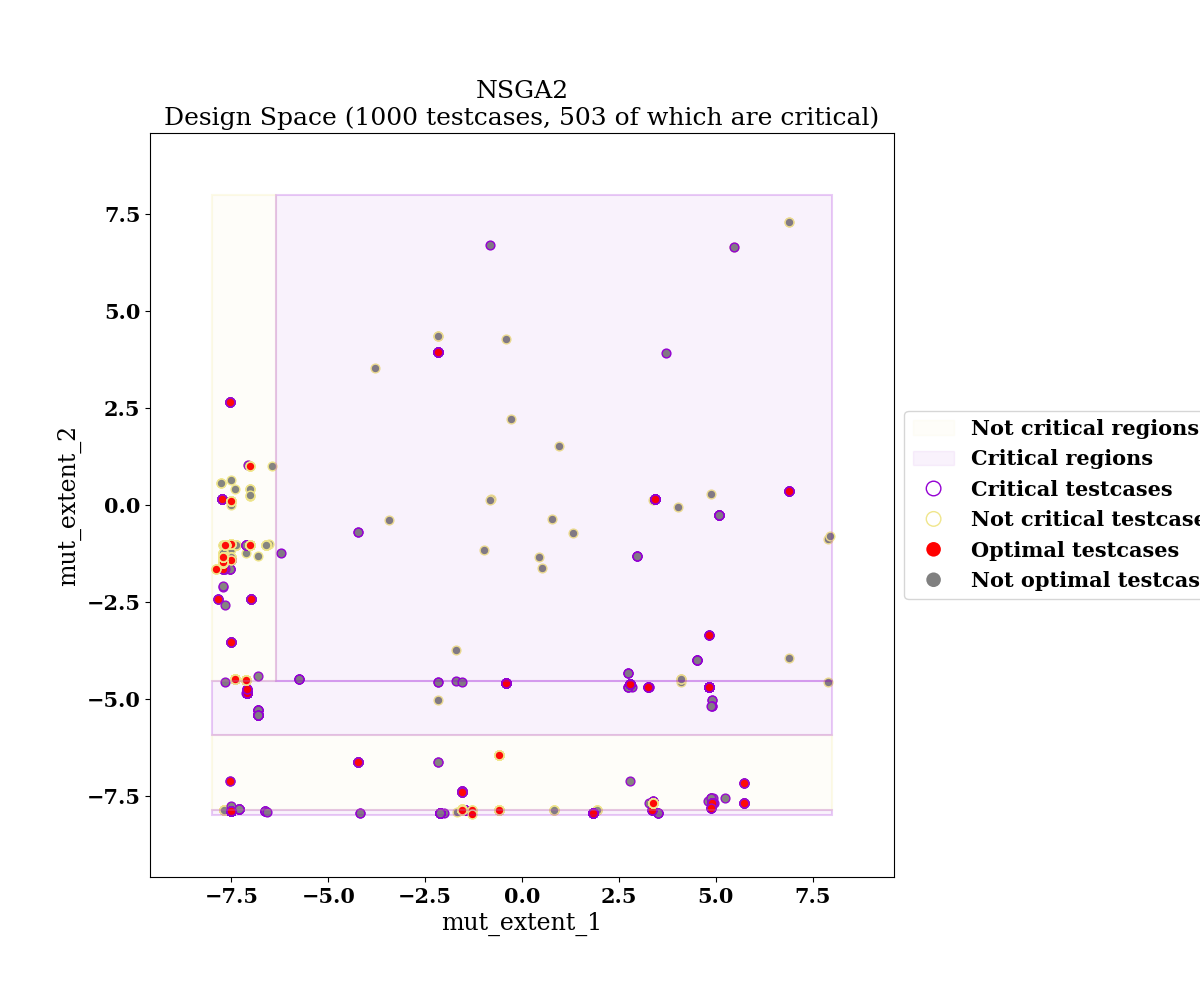 NSGA2
Design Space (1000 testcases, 503 of which are critical)
mut_extent_2
7.5
5.0
2.5
0.0
−2.5
−5.0
−7.5
−7.5
−5.0
−2.5
0.0
2.5
5.0
7.5
mut_extent_1
Not critical regions
Critical regions
Critical testcases
Not critical testcase
Optimal testcases
Not optimal testcas